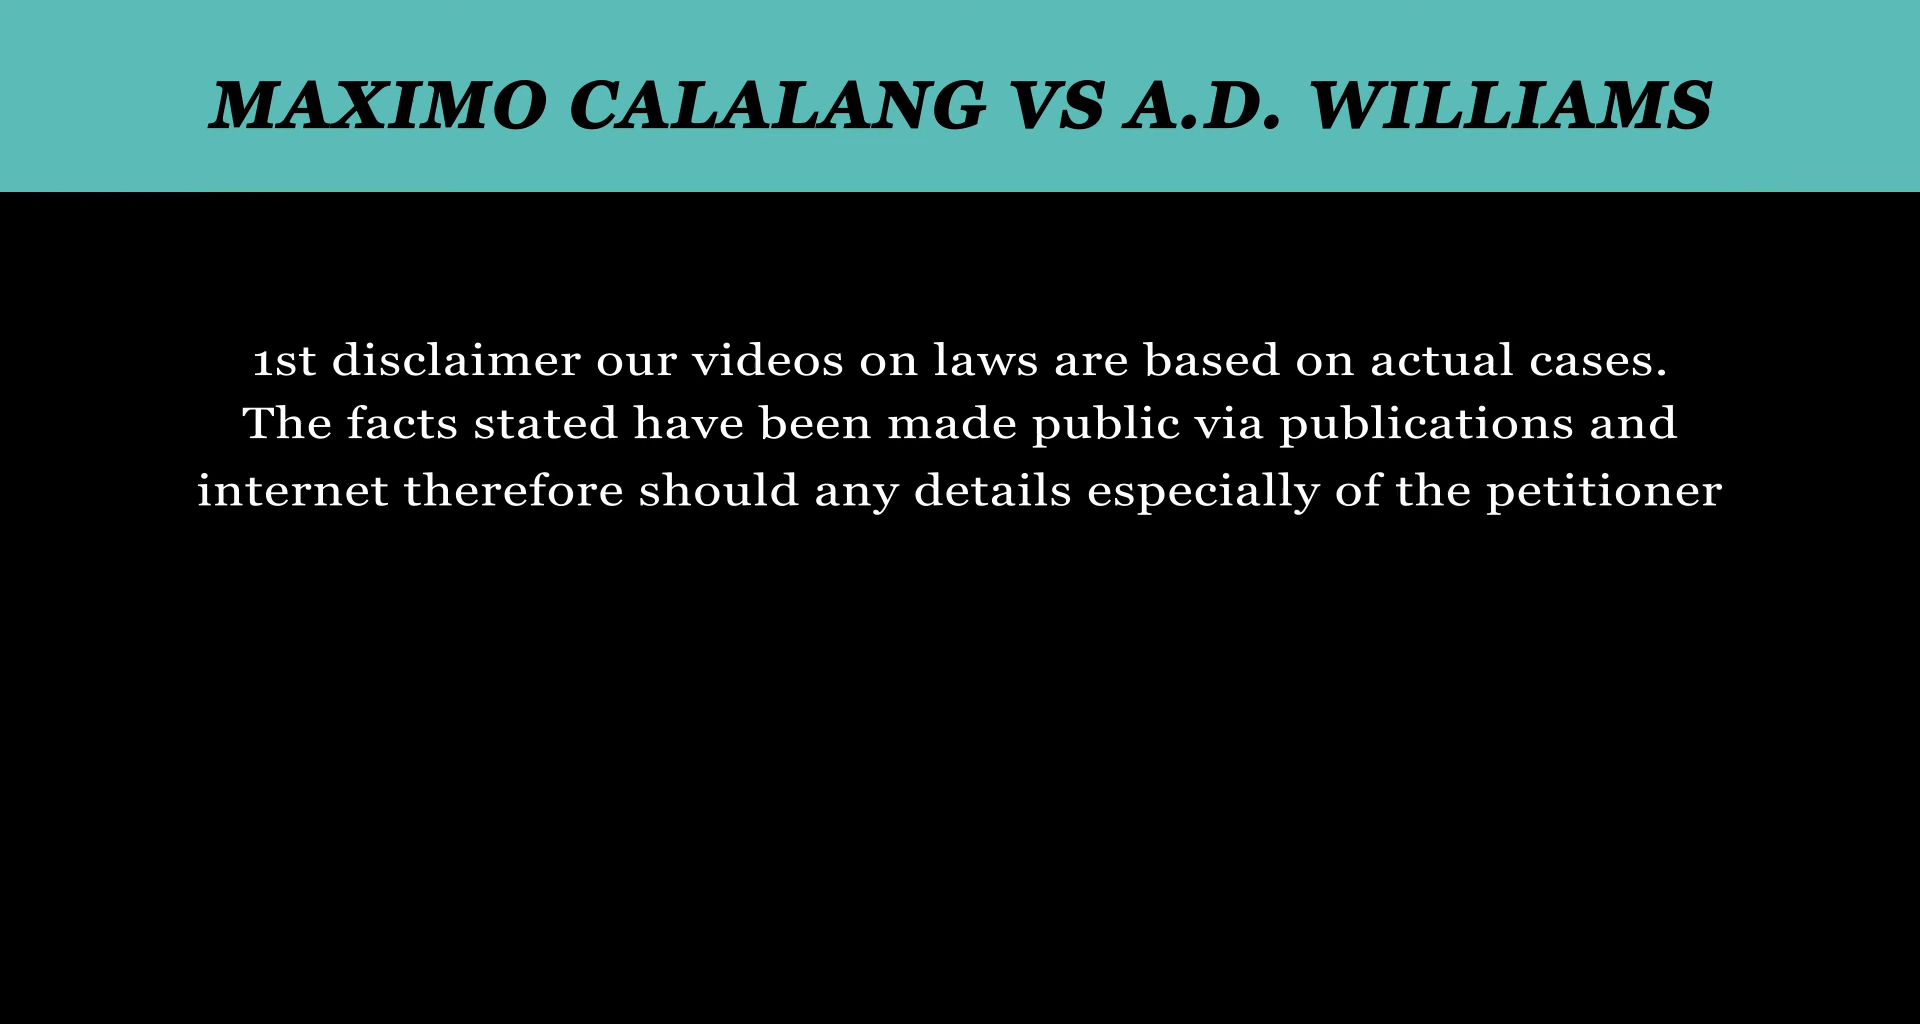 MAXIMO CALALANG VS A.D. WILLIAMS
1st disclaimer our videos on laws are based on actual cases.
The facts stated have been made public via publications and
internet therefore should any details especially of the petitioner